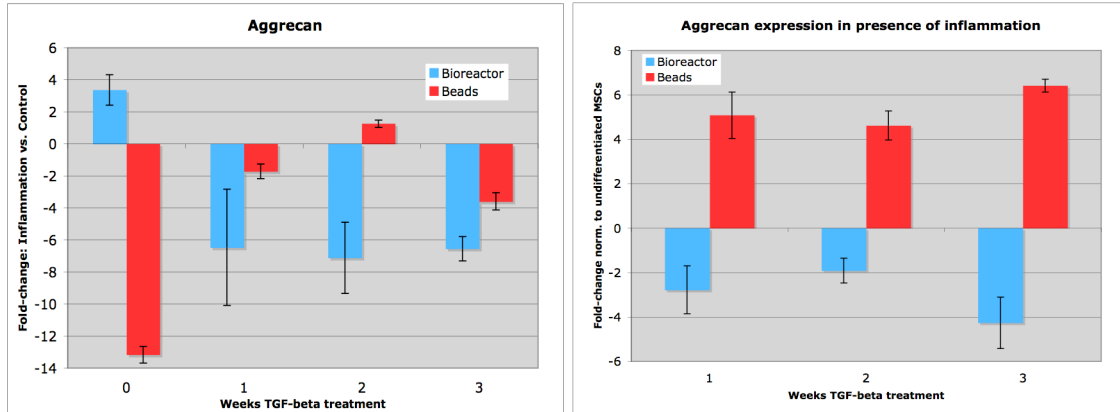 Aggrecan
Fold-change: Inflammation vs. Control
6
4
2
0
-2
-4
-6
-8
-10
-12
-14
Bioreactor
Beads
0 1 2 3
Weeks TGF-beta treatment
Aggrecan expression in presence of inflammation
Fold-change norm. to undifferentiated MSCs
8
6
4
2
0
-2
-4
-6
Bioreactor
Beads
1 2 3
Weeks TGF-beta treatment